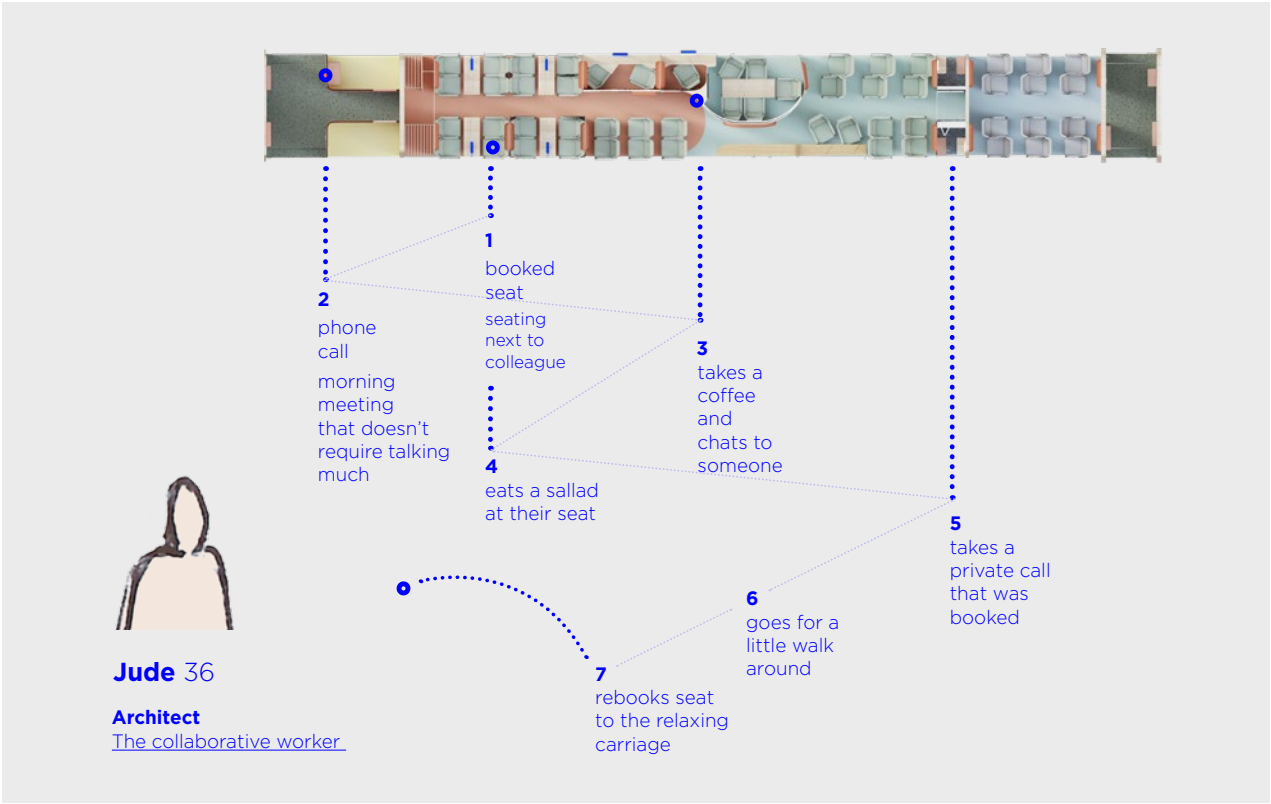 1
booked
seat
seating
next to
colleague
2
phone
call
morning
meeting
that doesn't
require talking
much
3
takes a
coffee
and
chats to
someone
4
eats a sallad
at their seat
5
takes a
private call
that was
booked
6
goes for a
little walk
around
7
rebooks seat
to the relaxing
carriage
Jude 36
Architect
The collaborative worker